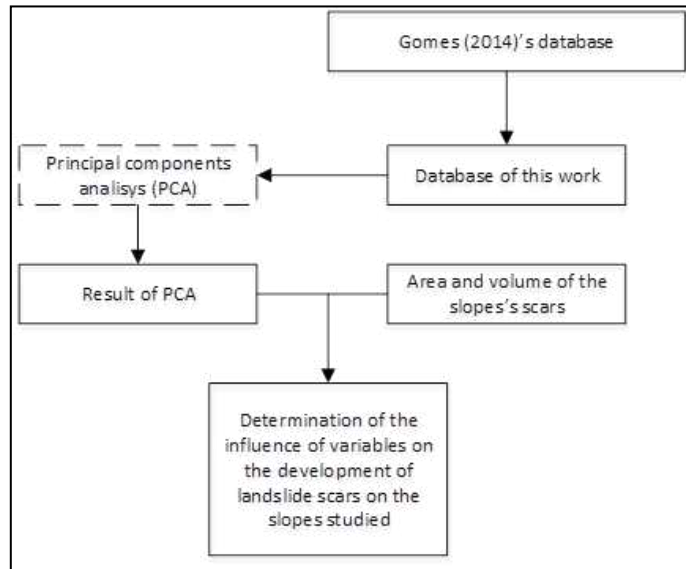 Gomes (2014)'s database
Principal components
analisys (PCA)
Database of this work
Result of PCA
Area and volume of the
slopes's scars
Determination of the
influence of variables on
the development of
landslide scars on the
slopes studied